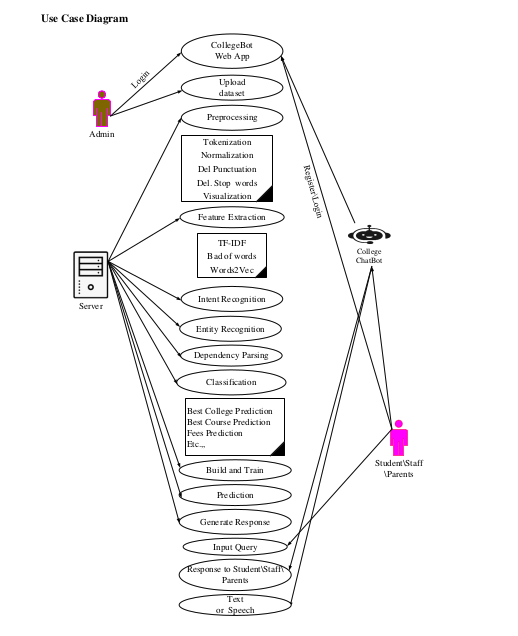 Use Case Diagram
CollegeBot
Web App
Login
Upload
dataset
Admin
Preprocessing
Tokenization
Normalization
Del Punctuation
Del. Stop words
Visualization
Register\Login
Feature Extraction
TF-IDF
Bad of words
Words2Vec
College
ChatBot
Server
Intent Recognition
Entity Recognition
Dependency Parsing
Classification
Best College Prediction
Best Course Prediction
Fees Prediction
Etc.,,
Student\Staff
\Parents
Build and Train
Prediction
Generate Response
Input Query
Response to Student\Staff\
Parents
Text
or Speech